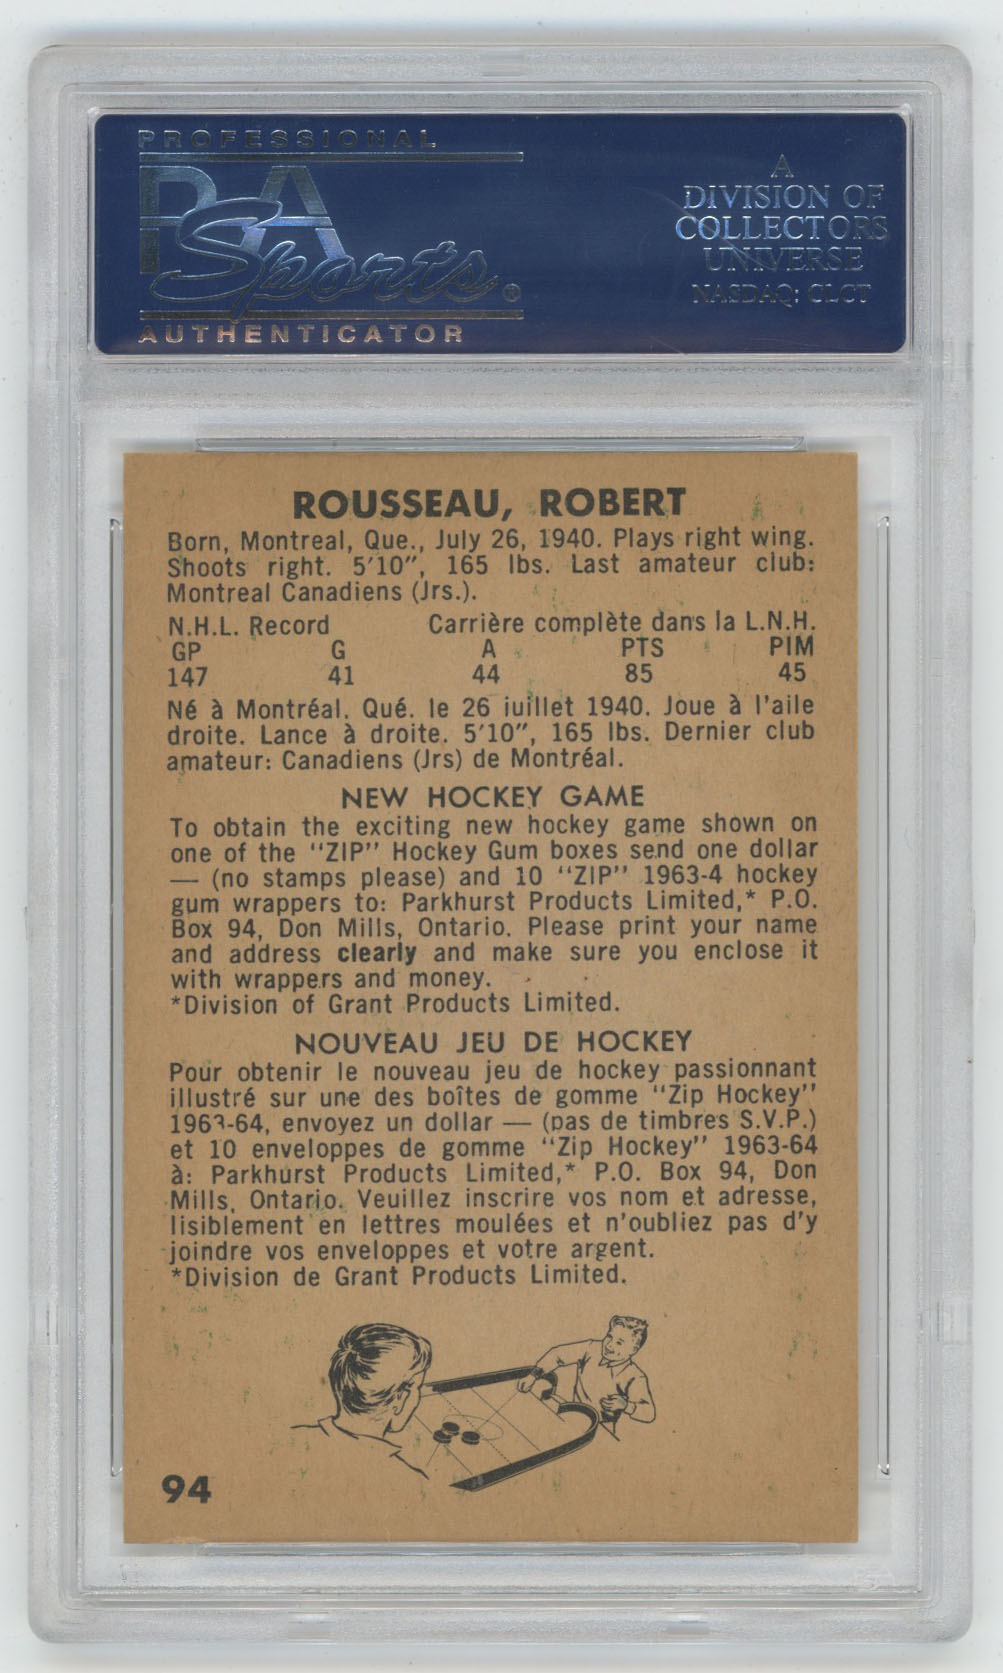 PROFESSIONAL
PSA
Sports®
AUTHENTICATOR
A
DIVISION OF
COLLECTORS
UNIVERSE
NASDAQ: CLCT
ROUSSEAU, ROBERT
Born, Montreal, Que., July 26, 1940. Plays right wing.
Shoots right. 5′10″, 165 lbs. Last amateur club:
Montreal Canadiens (Jrs.).
N.H.L. Record Carrière complète dans la L.N.H.
GP G A PTS PIM
147 41 44 85 45
Né à Montréal, Qué. le 26 iuillet 1940. Joue à l'aile
droite. Lance à droite. 5′10″, 165 lbs. Dernier club
amateur: Canadiens (Jrs) de Montréal.
NEW HOCKEY GAME
To obtain the exciting new hockey game shown on
one of the "ZIP" Hockey Gum boxes send one dollar
— (no stamps please) and 10 "ZIP" 1963-4 hockey
gum wrappers to: Parkhurst Products Limited,* P.O.
Box 94, Don Mills, Ontario. Please print your name
and address clearly and make sure you enclose it
with wrappers and money.
*Division of Grant Products Limited.
NOUVEAU JEU DE HOCKEY
Pour obtenir le nouveau jeu de hockey passionnant
illustré sur une des boîtes de gomme "Zip Hockey"
1963-64, envoyez un dollar — (pas de timbres S.V.P.)
et 10 enveloppes de gomme "Zip Hockey" 1963-64
à: Parkhurst Products Limited,* P.O. Box 94, Don
Mills, Ontario. Veuillez inscrire vos nom et adresse,
lisiblement en lettres moulées et n'oubliez pas d'y
joindre vos enveloppes et votre argent.
*Division de Grant Products Limited.
94